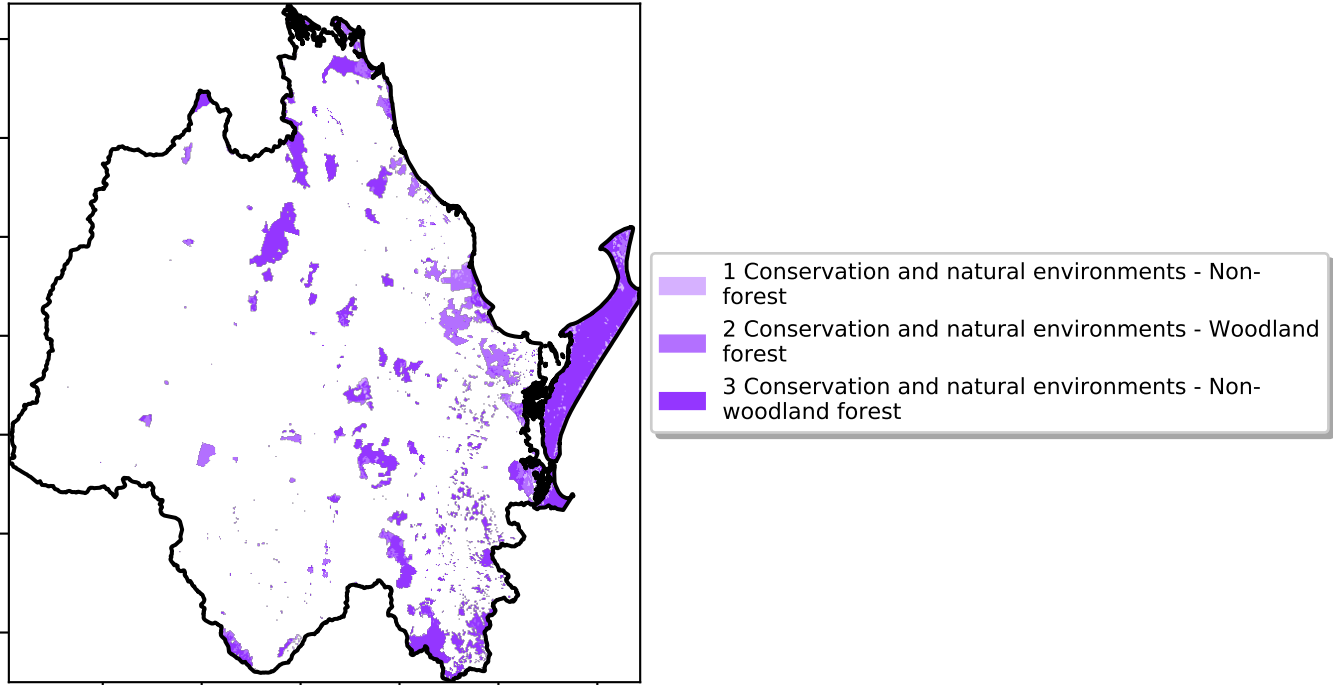 1 Conservation and natural environments - Non-
forest
2 Conservation and natural environments - Woodland
forest
3 Conservation and natural environments - Non-
woodland forest